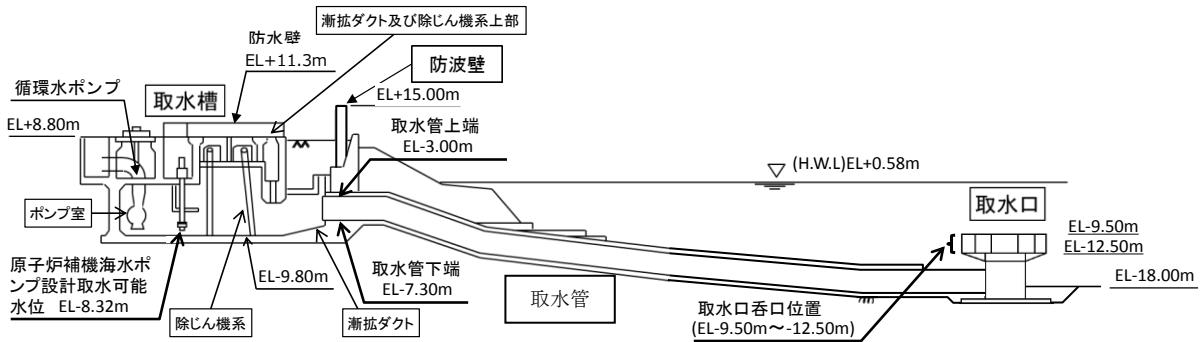 漸拡ダクト及び除じん機系上部
防水壁
EL+11.3m
防波壁
循環水ポンプ
取水槽
EL+15.00m
EL+8.80m
取水管上端
EL-3.00m
(H.W.L)EL+0.58m
ポンプ室
取水口
EL-9.50m
EL-12.50m
原子炉補機海水ポ
ンプ設計取水可能
水位 EL-8.32m
EL-9.80m
取水管下端
EL-7.30m
EL-18.00m
取水管
取水口呑口位置
(EL-9.50m~-12.50m)
除じん機系
漸拡ダクト